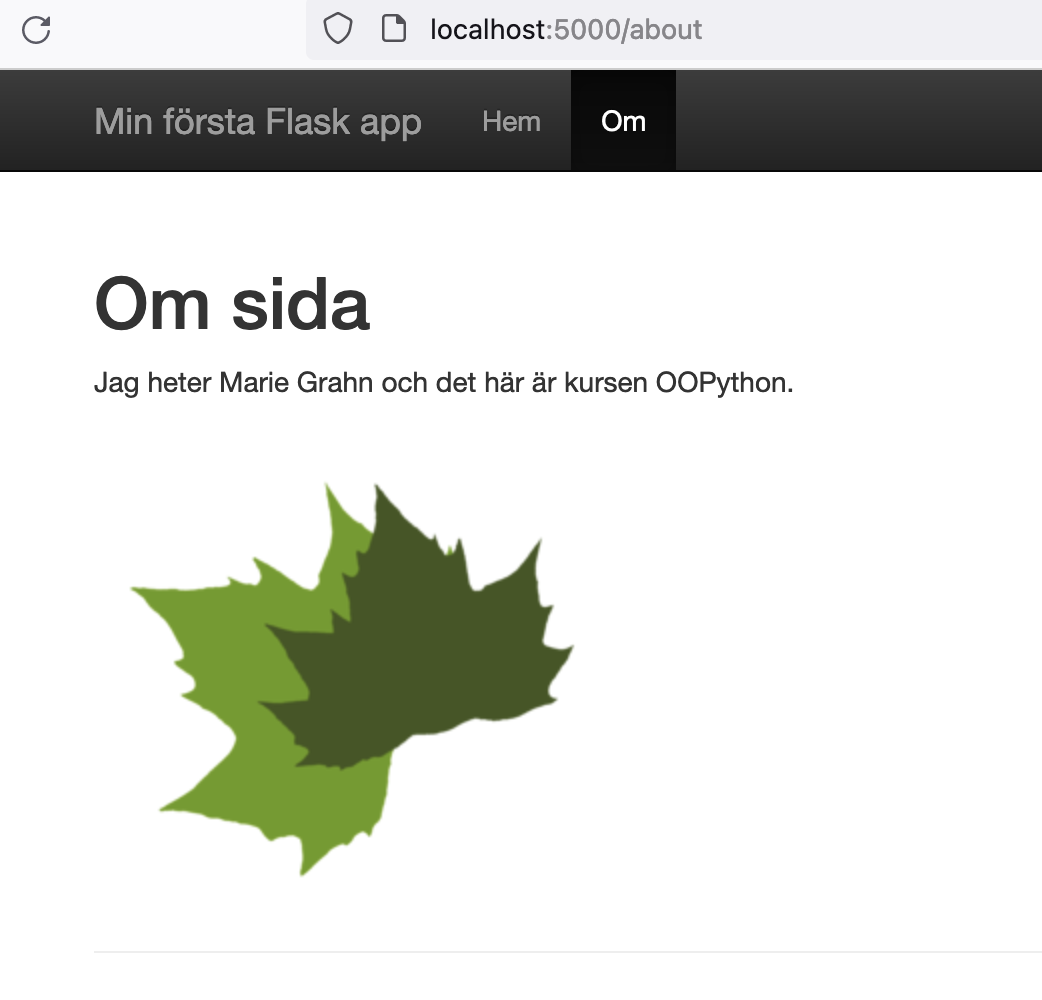 localhost:5000/about
Min första Flask app Hem Om
Om sida
Jag heter Marie Grahn och det här är kursen OOPython.